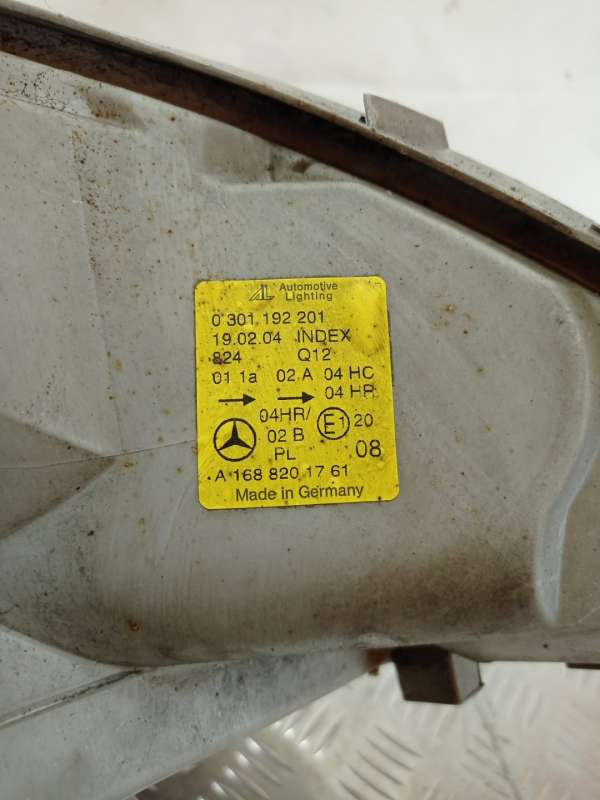 AL Automotive Lighting
0 301 192 201
19.02.04 INDEX
824 Q12
01 1a 02 A 04 HC
04 HR
04HR/ E1 20
02 B
PL 08
A 168 820 17 61
Made in Germany